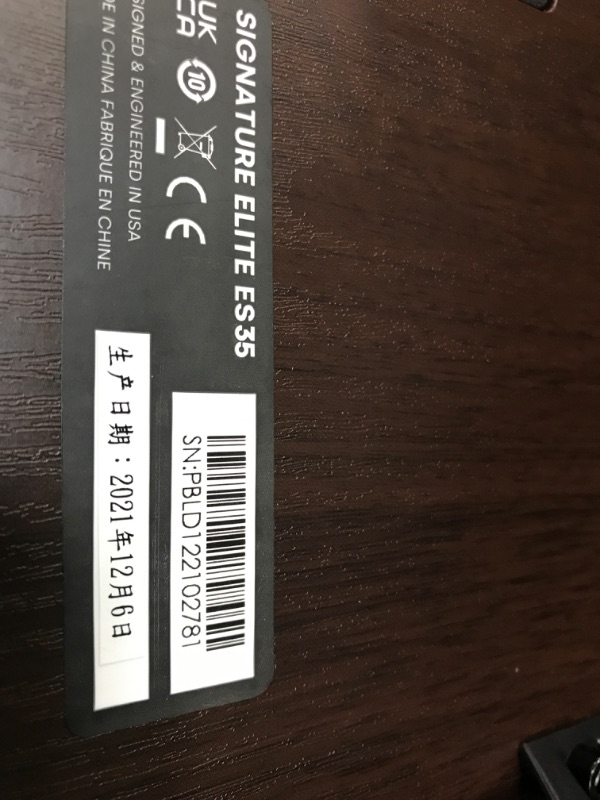 SIGNATURE ELITE ES35
UK
CA
10
CE
SIGNED & ENGINEERED IN USA
DE IN CHINA FABRIQUE EN CHINE
SN:PBLD122102781
生产日期：2021年12月6日